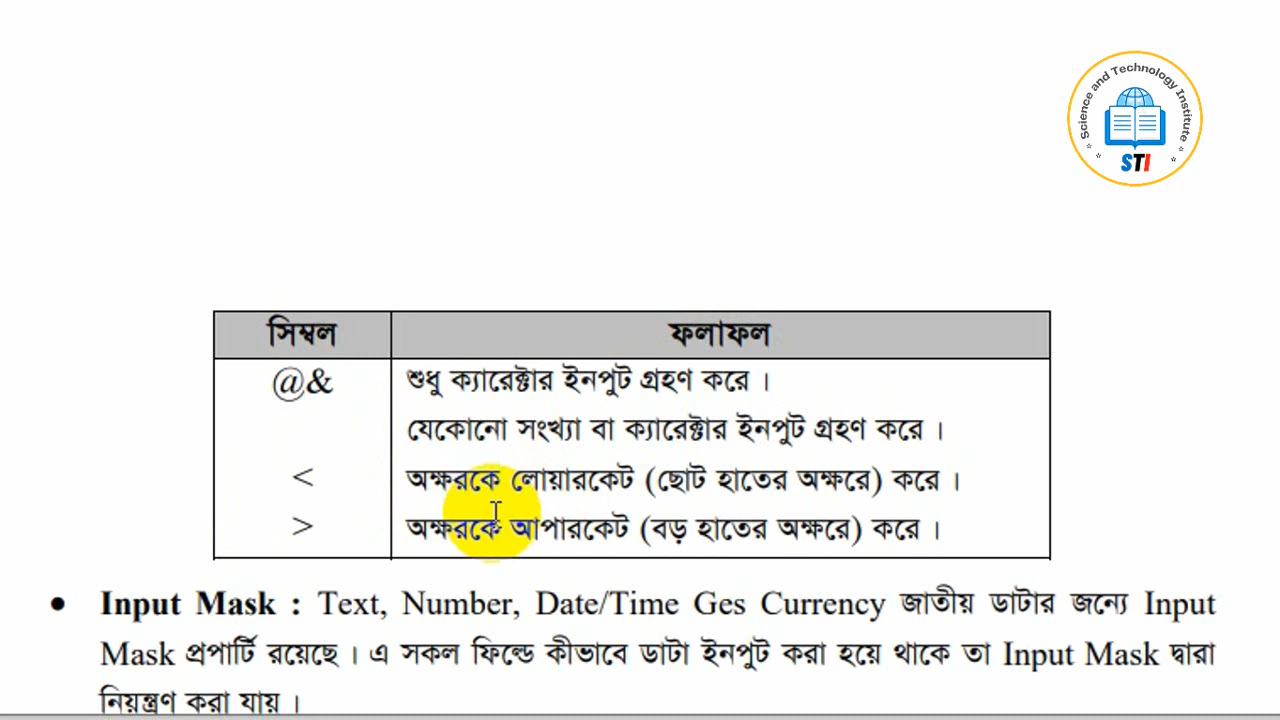 Science and Technology Institute
STI
সিম্বল ফলাফল
@& শুধু ক্যারেক্টার ইনপুট গ্রহণ করে ।
যেকোনো সংখ্যা বা ক্যারেক্টার ইনপুট গ্রহণ করে ।
< অক্ষরকে লোয়ারকেট (ছোট হাতের অক্ষরে) করে ।
> অক্ষরকে আপারকেট (বড় হাতের অক্ষরে) করে ।
• Input Mask : Text, Number, Date/Time Ges Currency জাতীয় ডাটার জন্যে Input
Mask প্রপার্টি রয়েছে । এ সকল ফিল্ডে কীভাবে ডাটা ইনপুট করা হয়ে থাকে তা Input Mask দ্বারা
নিয়ন্ত্রণ করা যায় ।